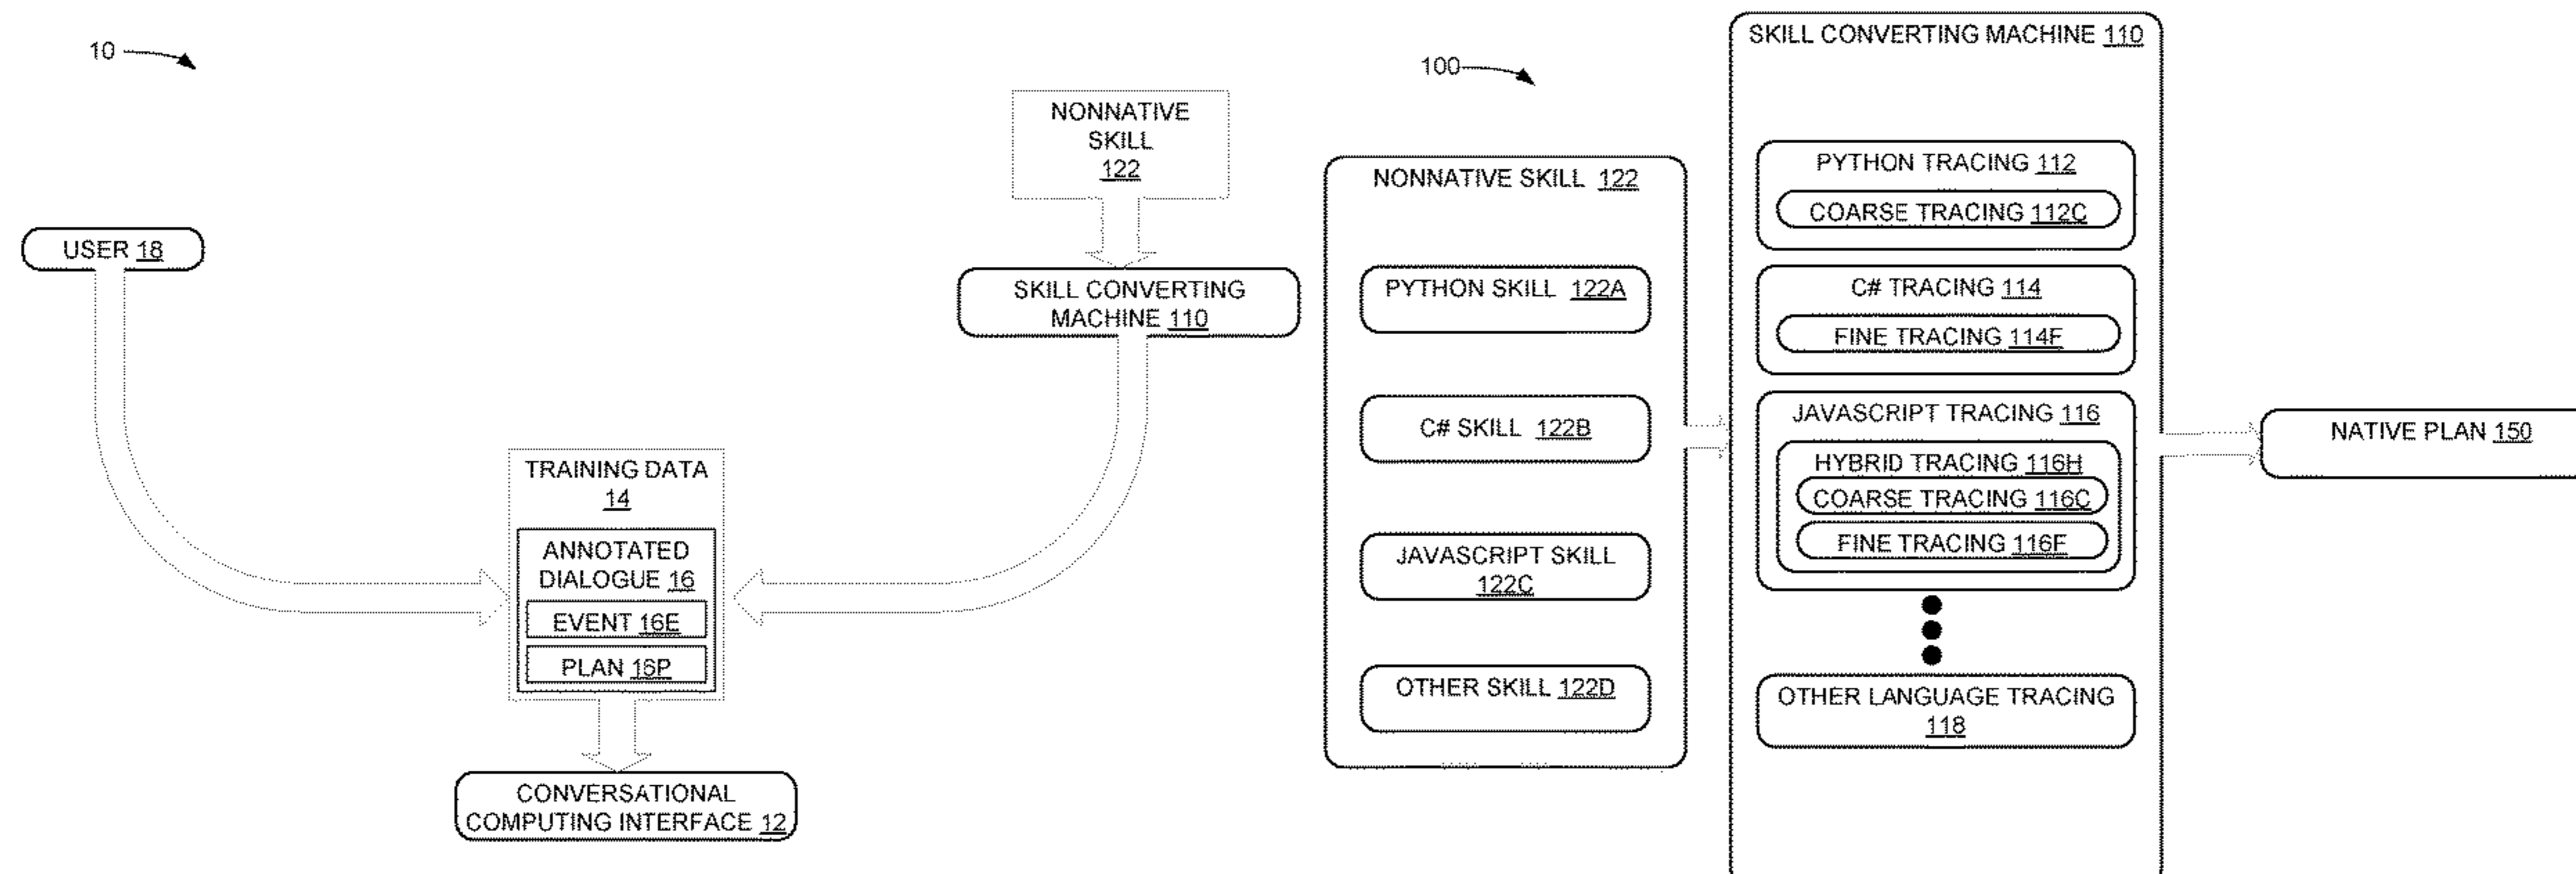 10
NONNATIVE
SKILL
122
USER 18
SKILL CONVERTING
MACHINE 110
TRAINING DATA
14
ANNOTATED
DIALOGUE 16
EVENT 16E
PLAN 16P
CONVERSATIONAL
COMPUTING INTERFACE 12
100
NONNATIVE SKILL 122
PYTHON SKILL 122A
C# SKILL 122B
JAVASCRIPT SKILL
122C
OTHER SKILL 122D
SKILL CONVERTING MACHINE 110
PYTHON TRACING 112
COARSE TRACING 112C
C# TRACING 114
FINE TRACING 114F
JAVASCRIPT TRACING 116
HYBRID TRACING 116H
COARSE TRACING 116C
FINE TRACING 116F
OTHER LANGUAGE TRACING
118
NATIVE PLAN 150